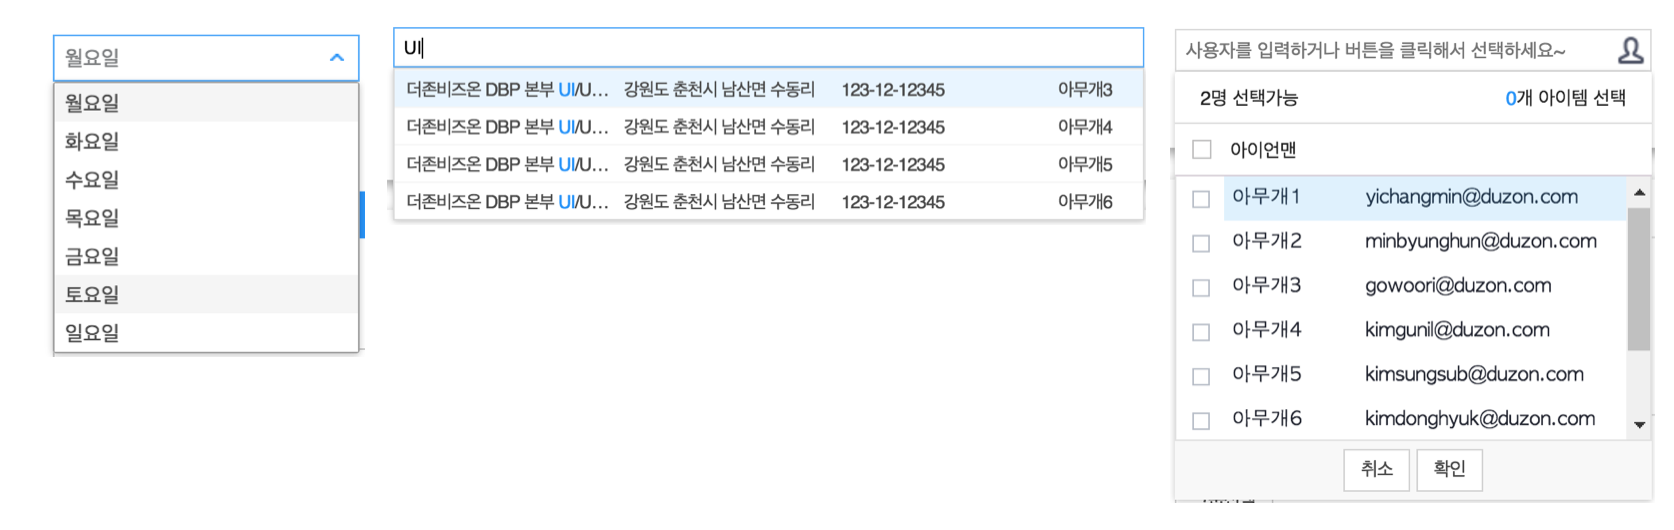 월요일
월요일
화요일
수요일
목요일
금요일
토요일
일요일
UI
더존비즈온 DBP 본부 UI/U... 강원도 춘천시 남산면 수동리 123-12-12345 아무개3
더존비즈온 DBP 본부 UI/U... 강원도 춘천시 남산면 수동리 123-12-12345 아무개4
더존비즈온 DBP 본부 UI/U... 강원도 춘천시 남산면 수동리 123-12-12345 아무개5
더존비즈온 DBP 본부 UI/U... 강원도 춘천시 남산면 수동리 123-12-12345 아무개6
사용자를 입력하거나 버튼을 클릭해서 선택하세요~
2명 선택가능 0개 아이템 선택
아이언맨
아무개1 yichangmin@duzon.com
아무개2 minbyunghun@duzon.com
아무개3 gowoori@duzon.com
아무개4 kimgunil@duzon.com
아무개5 kimsungsub@duzon.com
아무개6 kimdonghyuk@duzon.com
취소 확인